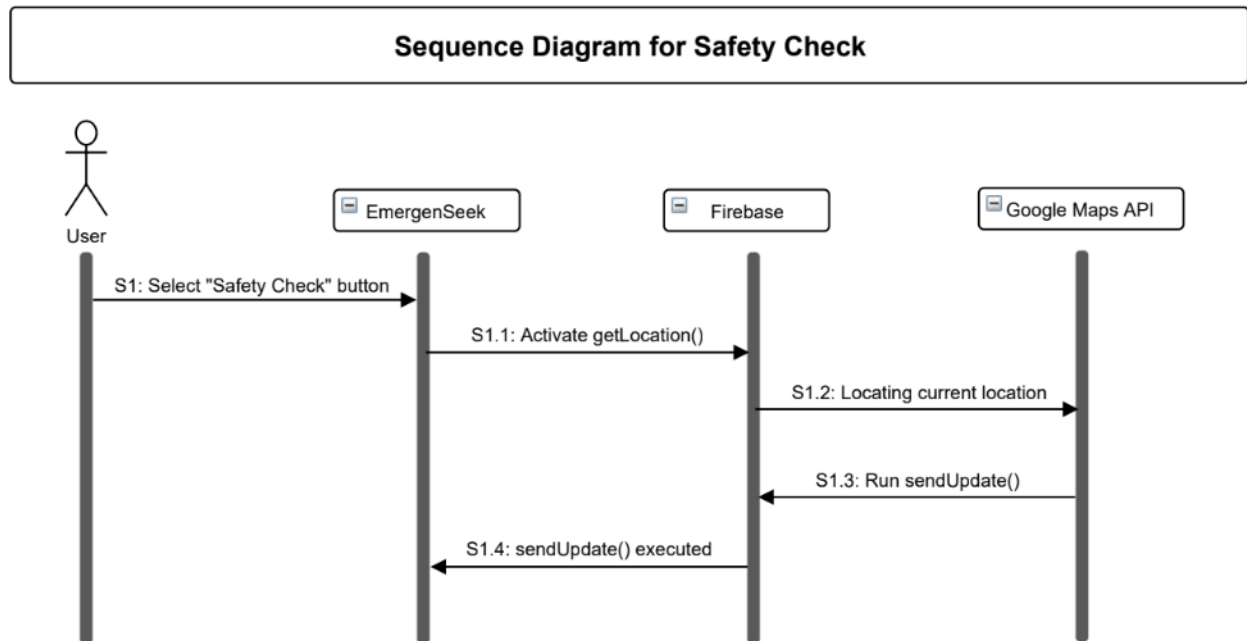 Sequence Diagram for Safety Check
User
EmergenSeek
Firebase
Google Maps API
S1: Select "Safety Check" button
S1.1: Activate getLocation()
S1.2: Locating current location
S1.3: Run sendUpdate()
S1.4: sendUpdate() executed